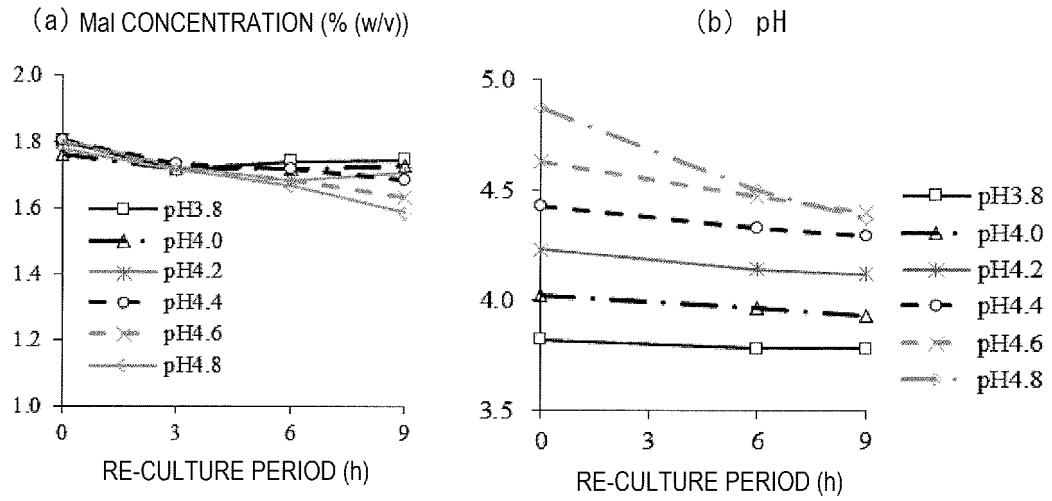 (a) Mal CONCENTRATION (% (w/v))
2.0
1.8
1.6
1.4
1.2
1.0
pH3.8
pH4.0
pH4.2
pH4.4
pH4.6
pH4.8
0 3 6 9
RE-CULTURE PERIOD (h)
(b) pH
5.0
4.5
4.0
3.5
0 3 6 9
RE-CULTURE PERIOD (h)
pH3.8
pH4.0
pH4.2
pH4.4
pH4.6
pH4.8